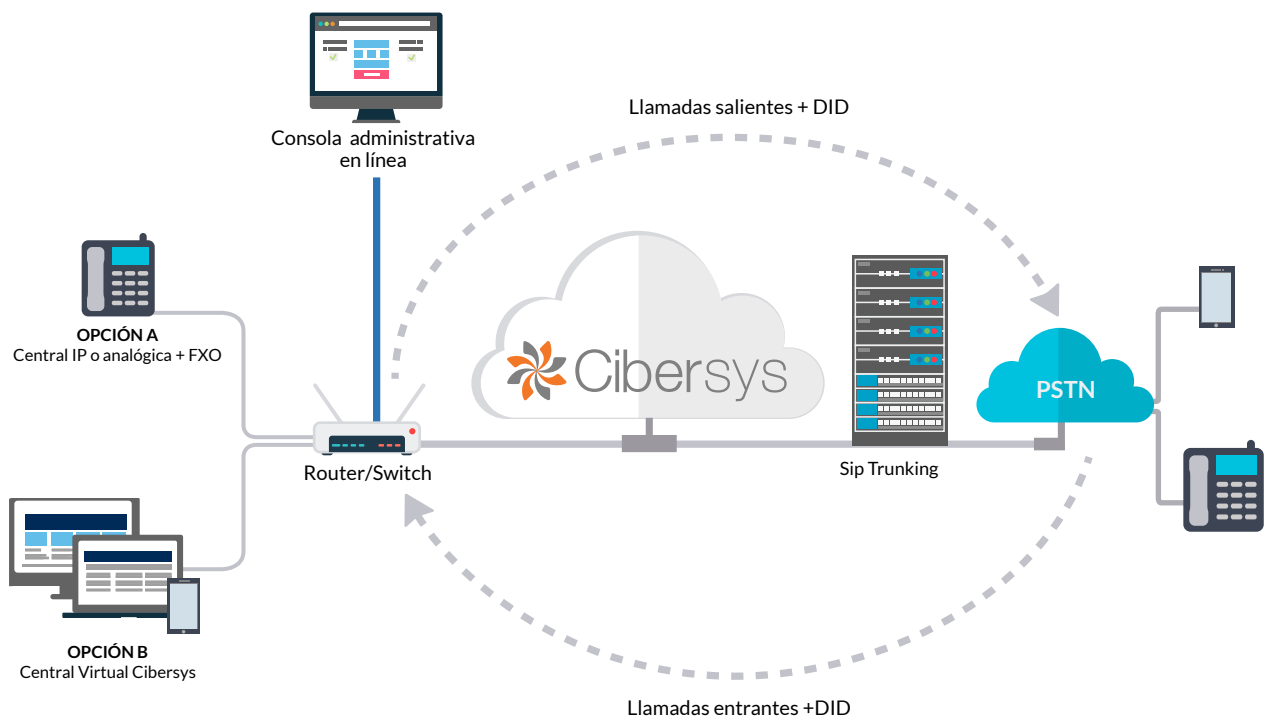 Llamadas salientes + DID
Consola administrativa
en línea
OPCIÓN A
Central IP o analógica + FXO
Cibersys
PSTN
Router/Switch
Sip Trunking
OPCIÓN B
Central Virtual Cibersys
Llamadas entrantes +DID